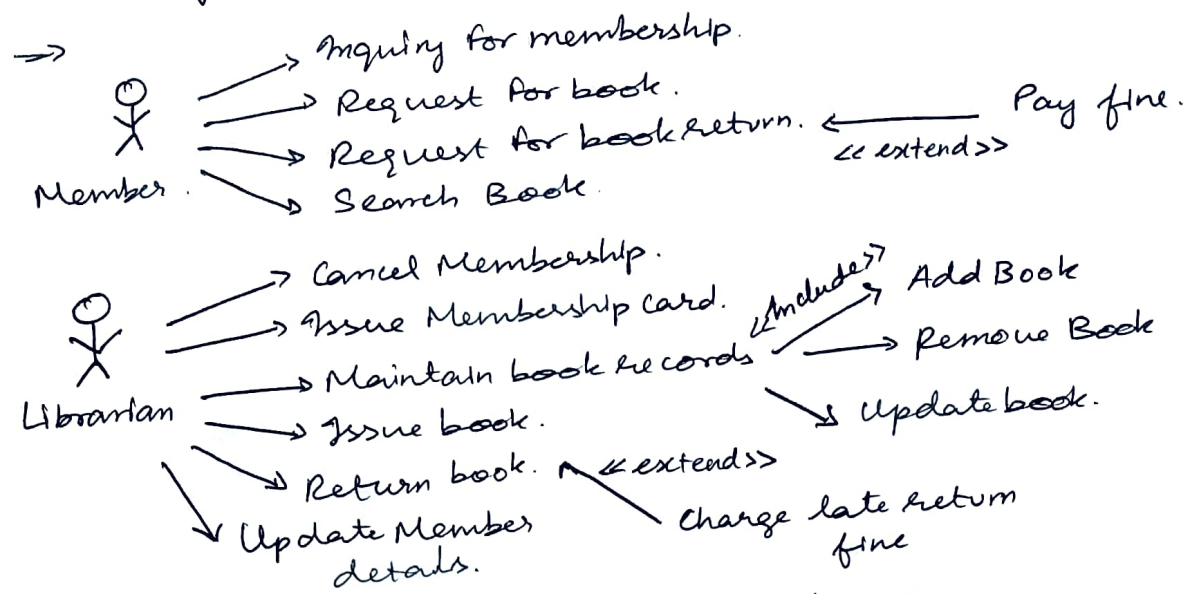 Inquiry for membership.
Request for book.
Request for book return.
<<extend>>
Pay fine.
Search Book.
Member.
Cancel Membership.
Issue Membership card.
Maintain book records
<<Include>>
Add Book
Remove Book
Update book.
Librarian
Issue book.
Return book.
<<extend>>
Charge late return
fine
Update Member
details.